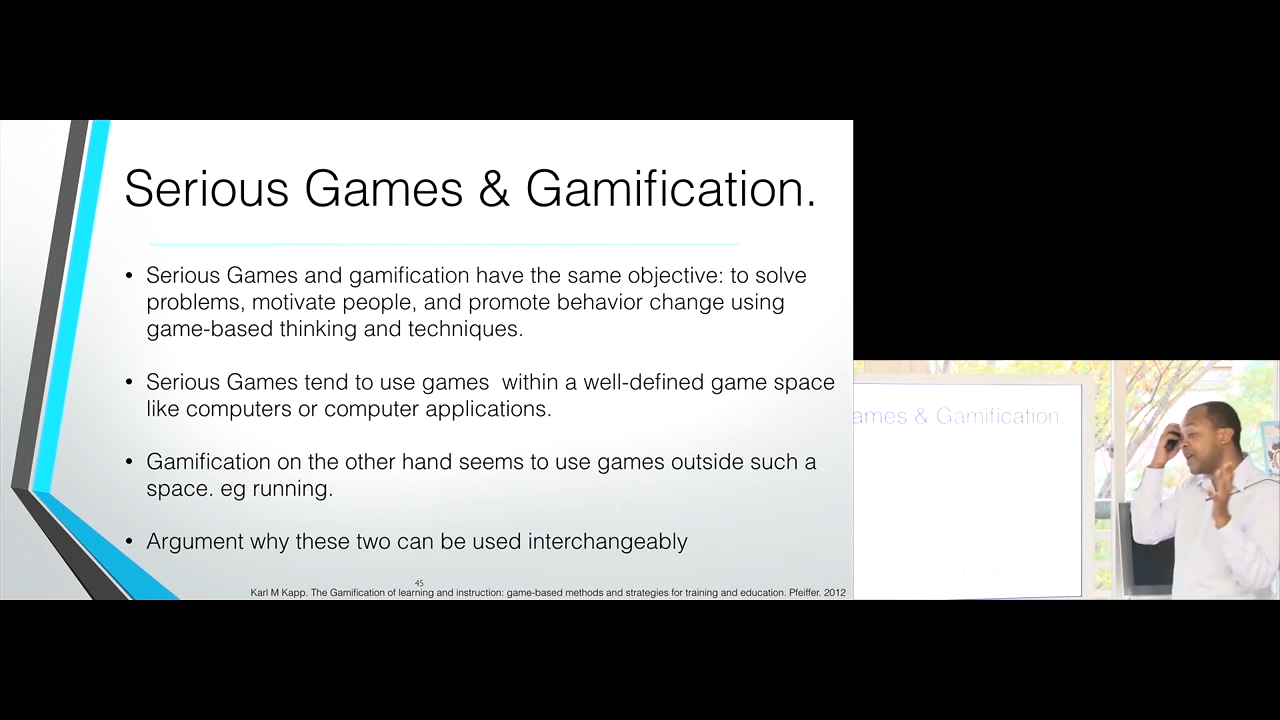 Serious Games & Gamification.
• Serious Games and gamification have the same objective: to solve
problems, motivate people, and promote behavior change using
game-based thinking and techniques.
• Serious Games tend to use games  within a well-defined game space
like computers or computer applications.
• Gamification on the other hand seems to use games outside such a
space. eg running.
• Argument why these two can be used interchangeably
45
Karl M Kapp. The Gamification of learning and instruction: game-based methods and strategies for training and education. Pfeiffer. 2012
ames & Gamification.